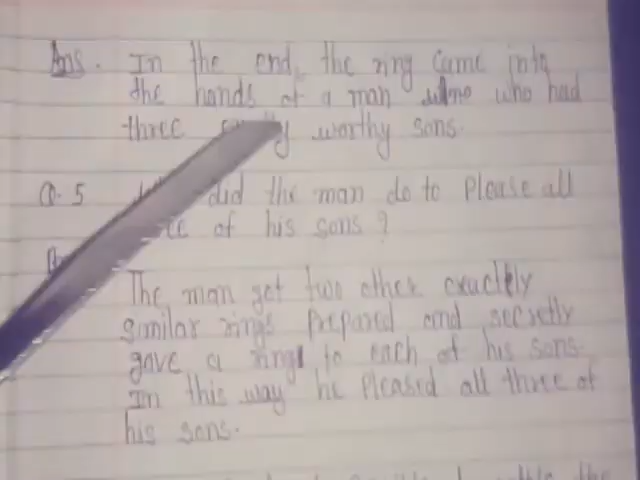 Ans. In the end, the ring came into
the hands of a man who had
three worthy sons.
Q.5 did the man do to please all
of his sons?
The man get two other exactely
similar rings prepared and secretly
gave a ring to each of his sons.
In this way he pleased all three of
his sons.